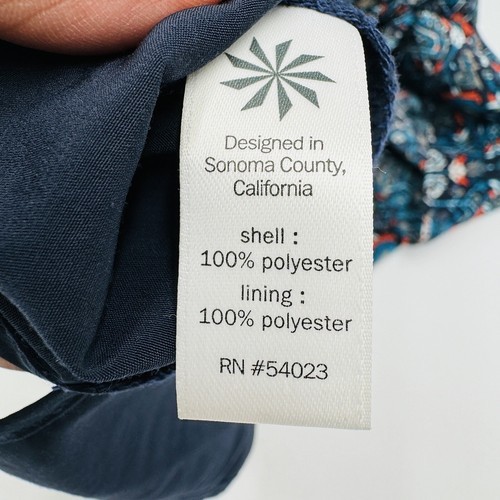 Designed in
Sonoma County,
California
shell :
100% polyester
lining :
100% polyester
RN #54023